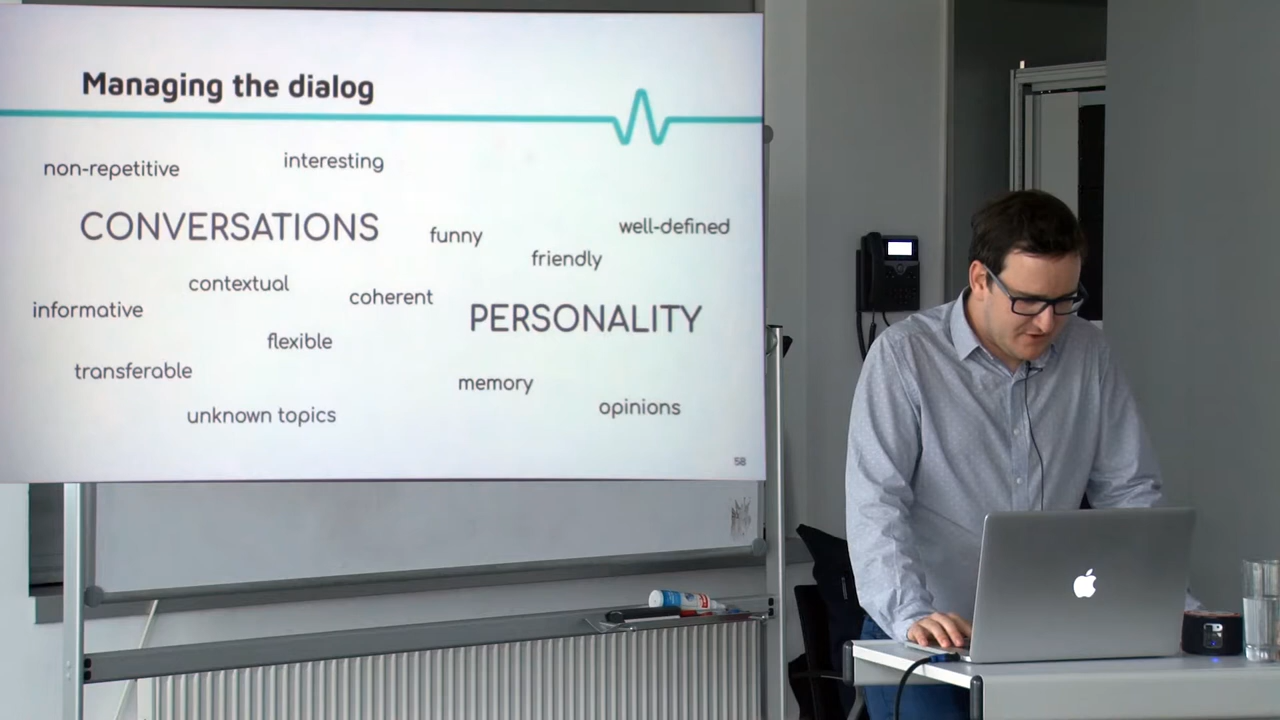 Managing the dialog
non-repetitive
interesting
CONVERSATIONS
funny
well-defined
friendly
contextual
informative
coherent
PERSONALITY
flexible
transferable
memory
unknown topics
opinions
58